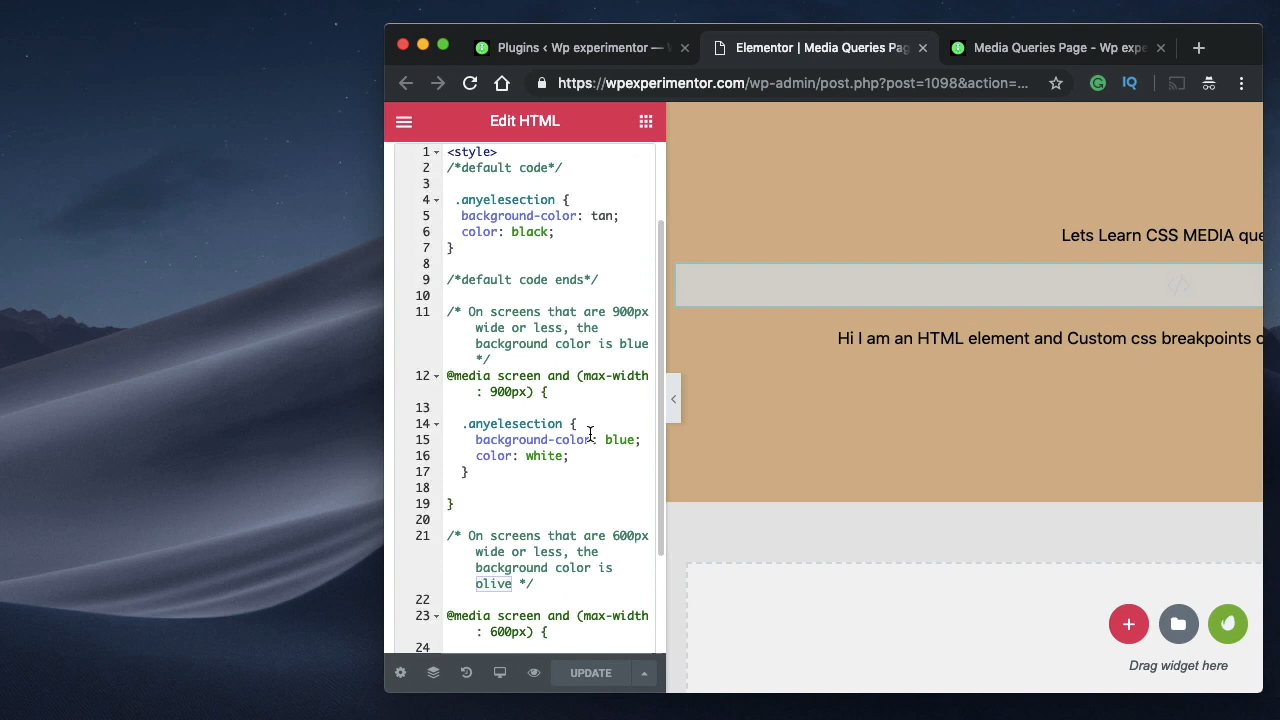 Plugins ‹ Wp experimentor —
Elementor | Media Queries Pag
Media Queries Page - Wp expe
https://wpexperimentor.com/wp-admin/post.php?post=1098&action=...
IQ
Edit HTML
1 <style>
2 /*default code*/
3
4 .anyelesection {
5 background-color: tan;
6 color: black;
7 }
8
9 /*default code ends*/
10
11 /* On screens that are 900px
wide or less, the
background color is blue
*/
12 @media screen and (max-width
: 900px) {
13
14 .anyelesection {
15 background-color: blue;
16 color: white;
17 }
18
19 }
20
21 /* On screens that are 600px
wide or less, the
background color is
olive */
22
23 @media screen and (max-width
: 600px) {
24
UPDATE
Lets Learn CSS MEDIA que
</>
Hi I am an HTML element and Custom css breakpoints c
Drag widget here